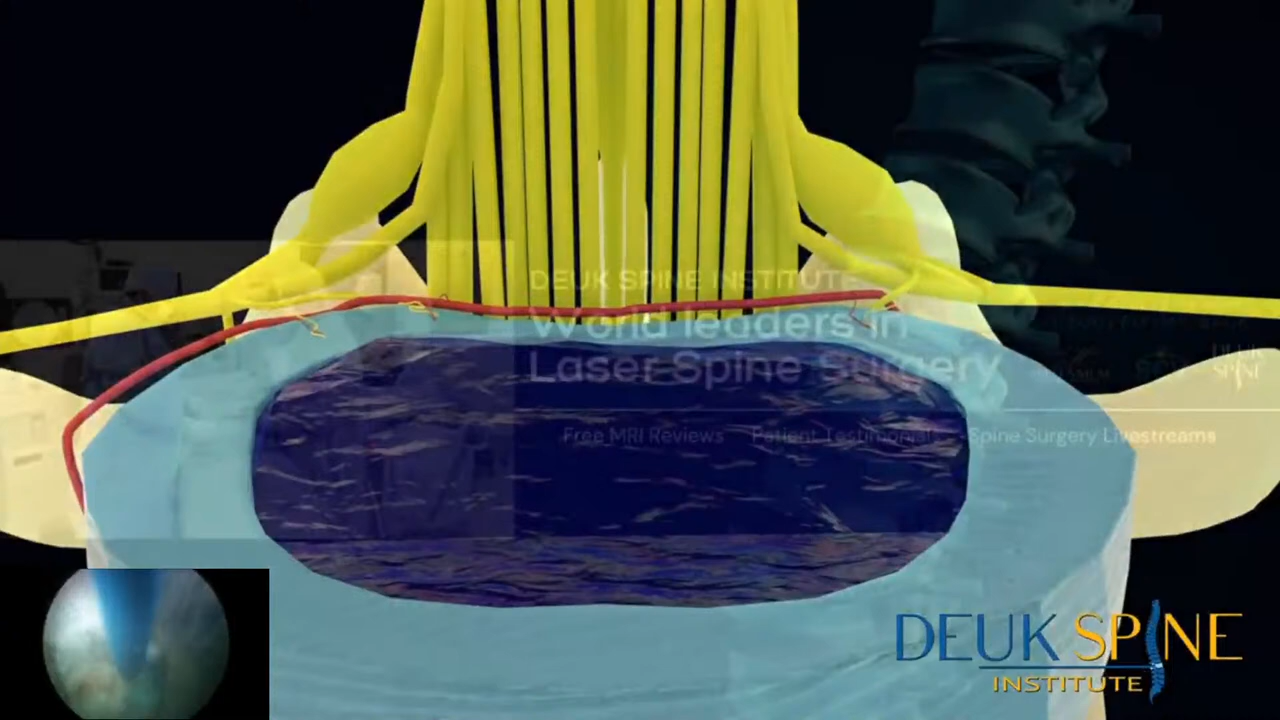 DEUK SPINE INSTITUTE
World leaders in
Laser Spine Surgery
Free MRI Reviews Patient Testimonials Spine Surgery Livestreams
DEUK SPINE
INSTITUTE